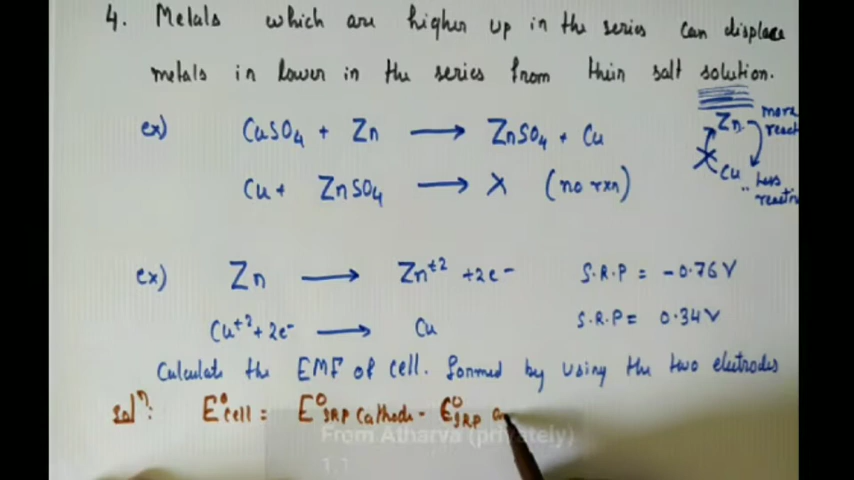 4. Metals which are higher up in the series can displace
metals in lower in the series from their salt solution.
ex) CuSO4 + Zn ⟶ ZnSO4 + Cu
Cu + ZnSO4 ⟶ X (no rxn)
Zn more
Cu Less
ex) Zn ⟶ Zn+2 +2e- S.R.P = -0.76V
Cu+2+2e- ⟶ Cu S.R.P = 0.34V
Calculate the EMF of cell. formed by using the two electrodes
Solⁿ: E°cell = E°SRP Cathode - E°SRP
From Atharva (privately)
1.1